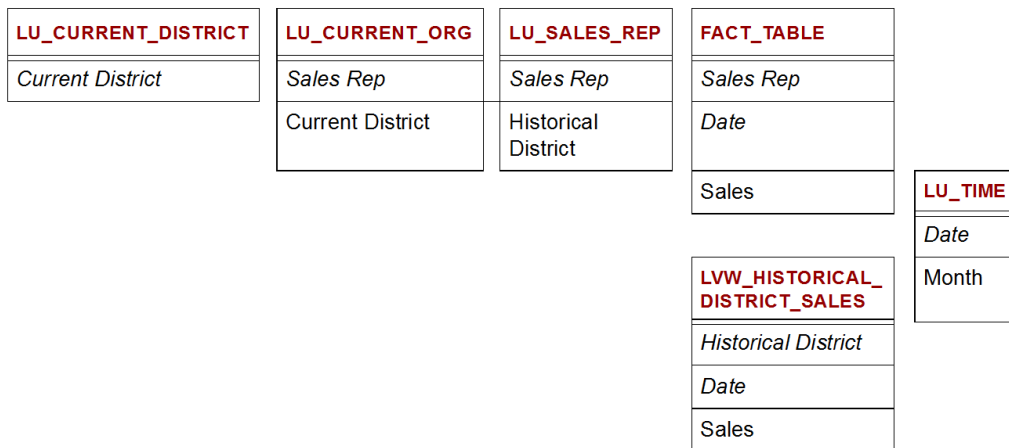 LU_CURRENT_DISTRICT
Current District
LU_CURRENT_ORG
Sales Rep
Current District
LU_SALES_REP
Sales Rep
Historical
District
FACT_TABLE
Sales Rep
Date
Sales
LU_TIME
Date
Month
LVW_HISTORICAL_
DISTRICT_SALES
Historical District
Date
Sales